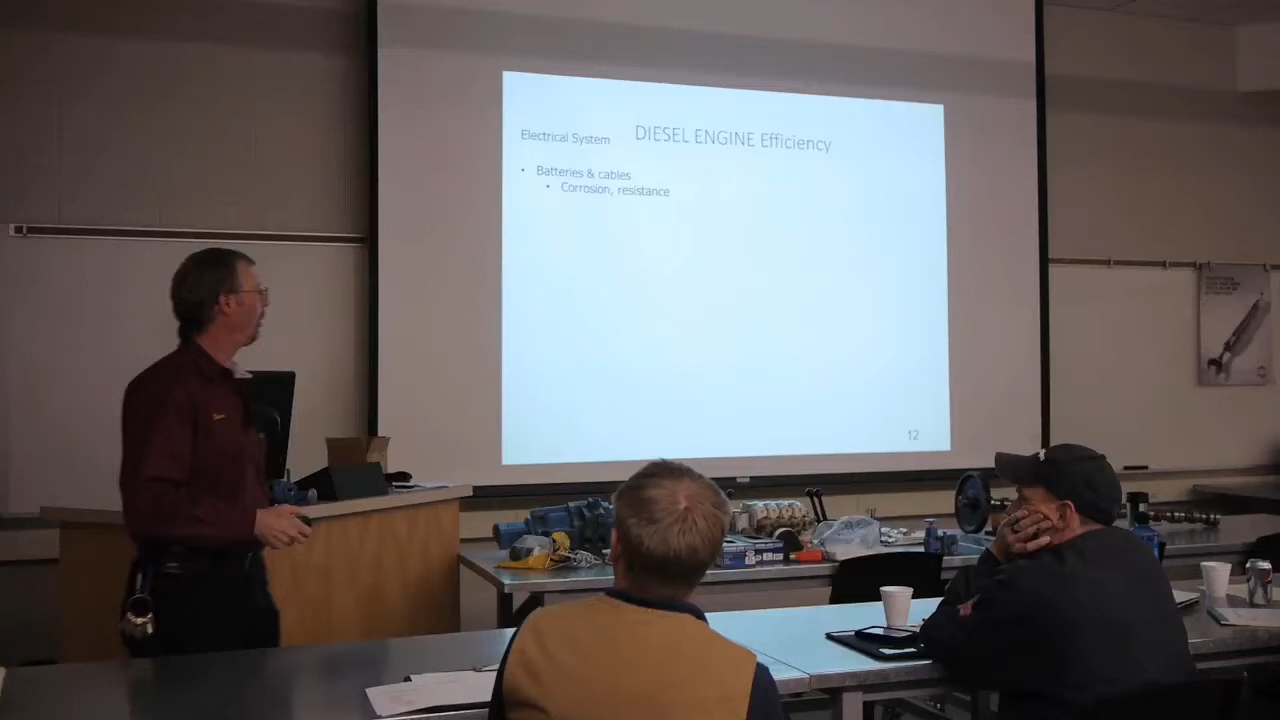 Electrical System DIESEL ENGINE Efficiency
• Batteries & cables
• Corrosion, resistance
12